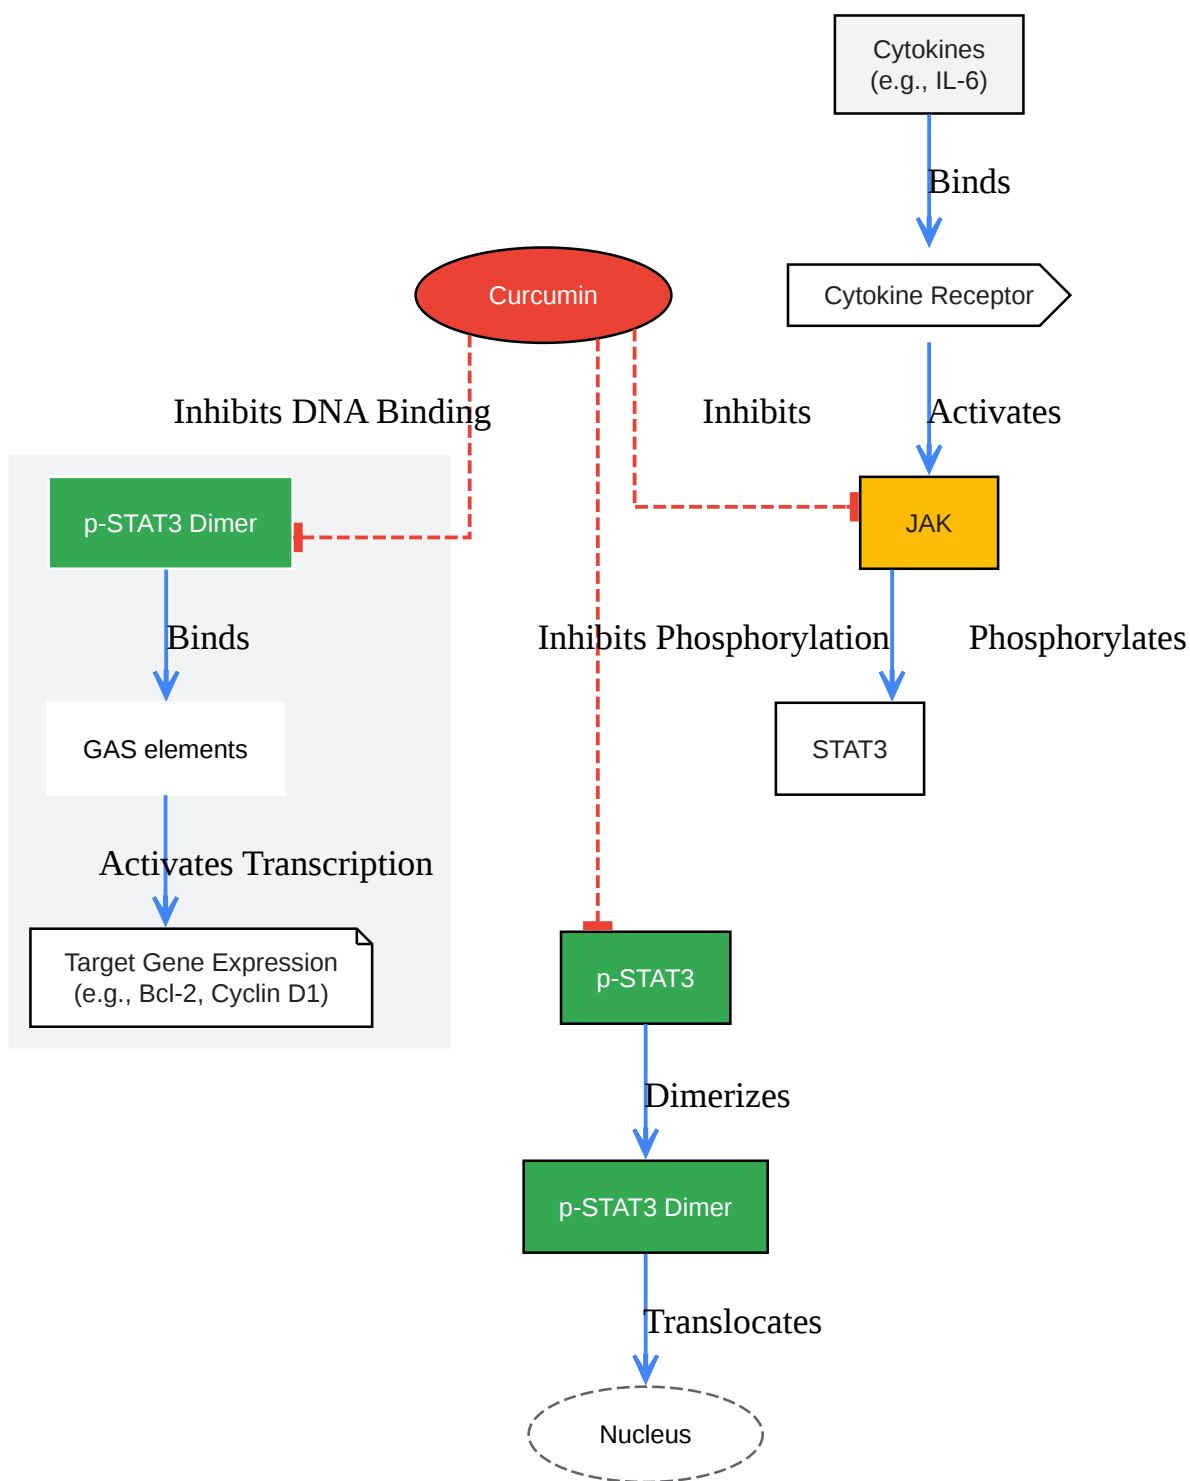 Cytokines
(e.g., IL-6)
Binds
Curcumin
Cytokine Receptor
Inhibits DNA Binding
Inhibits
Activates
p-STAT3 Dimer
JAK
Binds
Inhibits Phosphorylation
Phosphorylates
GAS elements
STAT3
Activates Transcription
Target Gene Expression
(e.g., Bcl-2, Cyclin D1)
p-STAT3
Dimerizes
p-STAT3 Dimer
Translocates
Nucleus